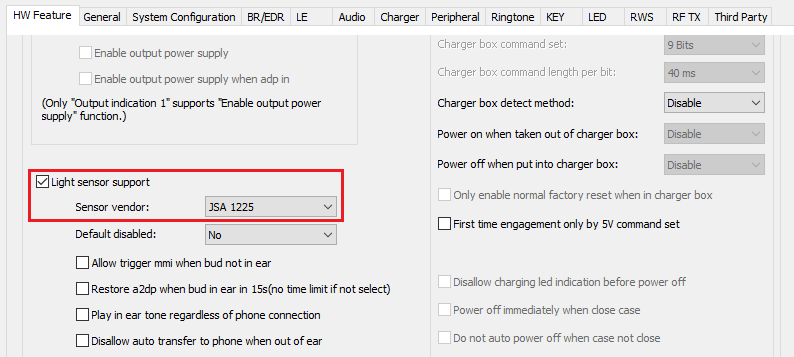 HW Feature General System Configuration BR/EDR LE Audio Charger Peripheral Ringtone KEY LED RWS RF TX Third Party
Enable output power supply
Enable output power supply when adp in
(Only "Output indication 1" supports "Enable output power
supply" function.)
Light sensor support
Sensor vendor: JSA 1225
Default disabled: No
Allow trigger mmi when bud not in ear
Restore a2dp when bud in ear in 15s(no time limit if not select)
Play in ear tone regardless of phone connection
Disallow auto transfer to phone when out of ear
Charger box command set: 9 Bits
Charger box command length per bit: 40 ms
Charger box detect method: Disable
Power on when taken out of charger box: Disable
Power off when put into charger box: Disable
Only enable normal factory reset when in charger box
First time engagement only by 5V command set
Disallow charging led indication before power off
Power off immediately when close case
Do not auto power off when case not close